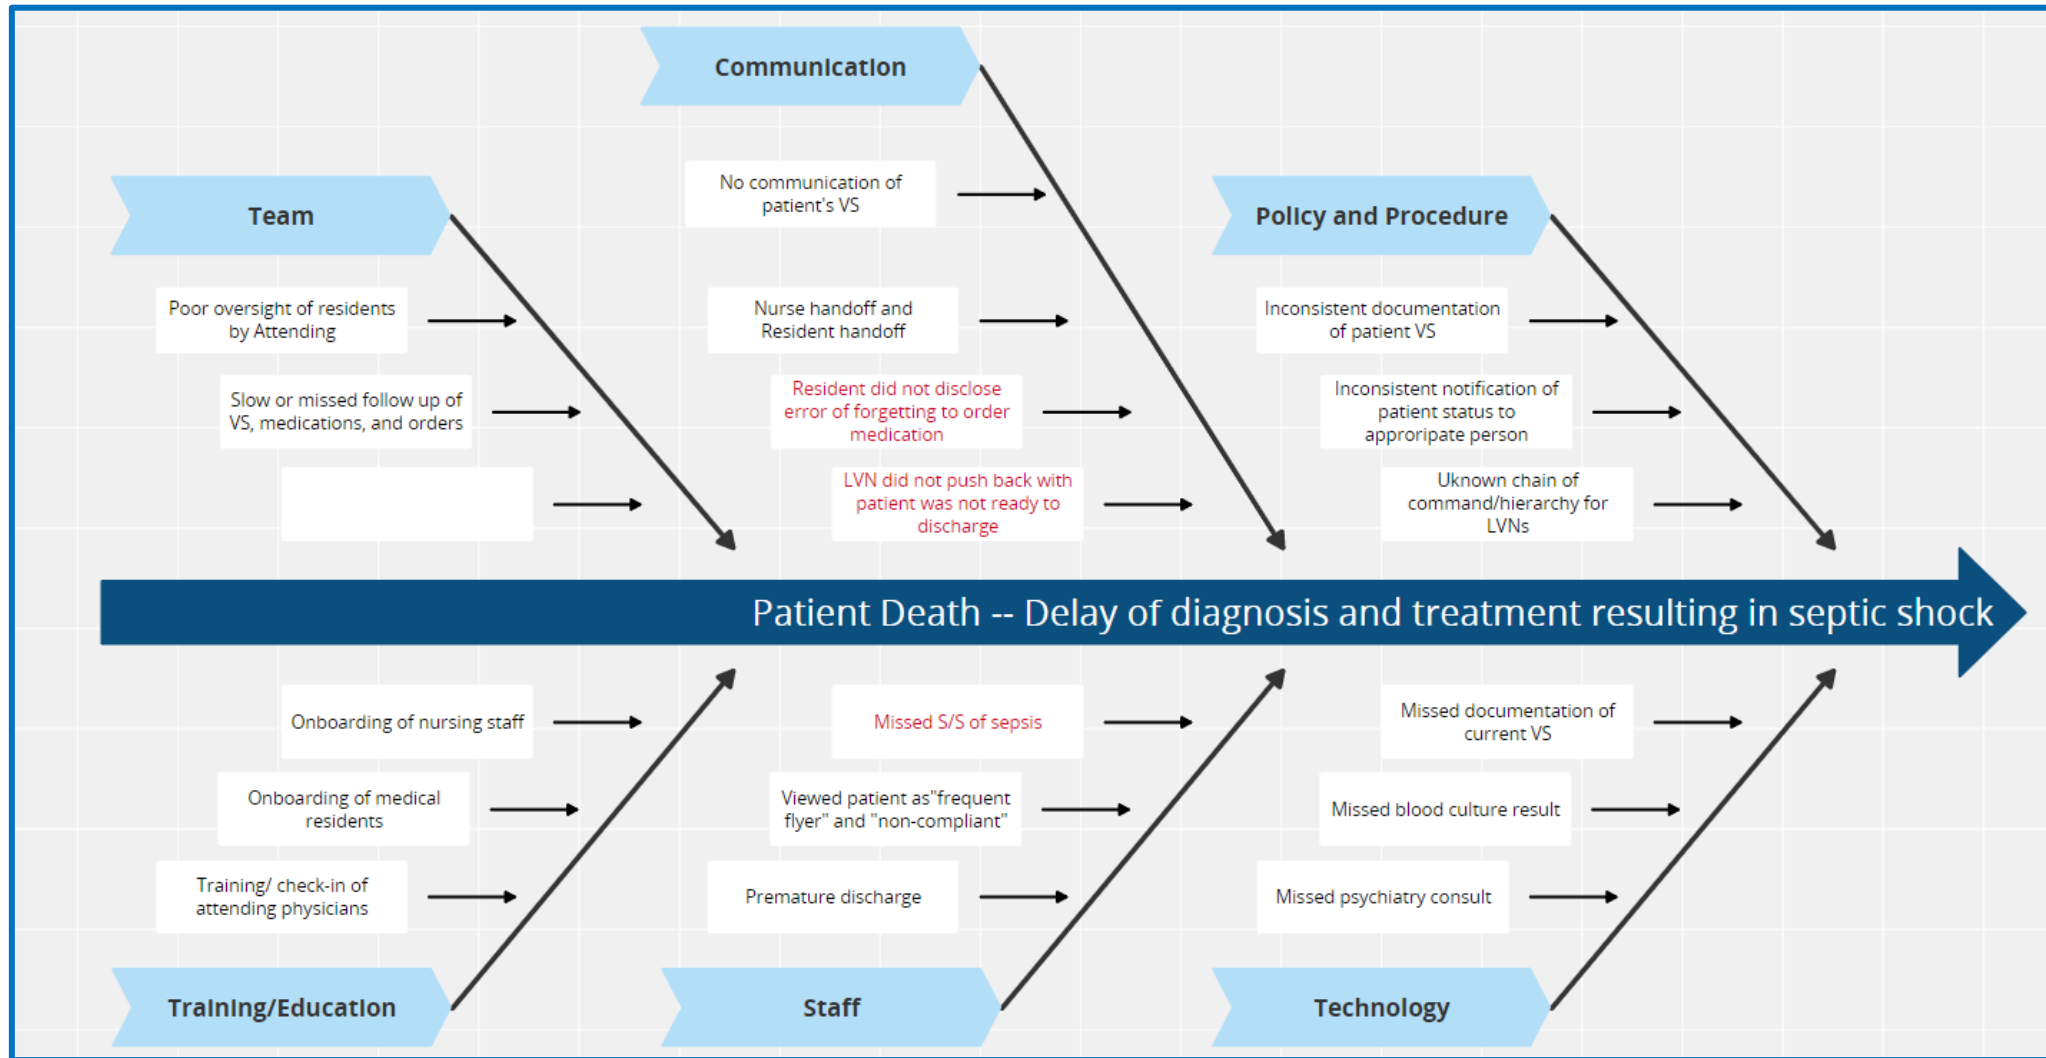 Communication
No communication of
patient's VS
Nurse handoff and
Resident handoff
Resident did not disclose
error of forgetting to order
medication
LVN did not push back with
patient was not ready to
discharge
Team
Poor oversight of residents
by Attending
Slow or missed follow up of
VS, medications, and orders
Policy and Procedure
Inconsistent documentation
of patient VS
Inconsistent notification of
patient status to
approripate person
Uknown chain of
command/hierarchy for
LVNs
Patient Death -- Delay of diagnosis and treatment resulting in septic shock
Onboarding of nursing staff
Onboarding of medical
residents
Training/ check-in of
attending physicians
Training/Education
Missed S/S of sepsis
Viewed patient as"frequent
flyer" and "non-compliant"
Premature discharge
Staff
Missed documentation of
current VS
Missed blood culture result
Missed psychiatry consult
Technology